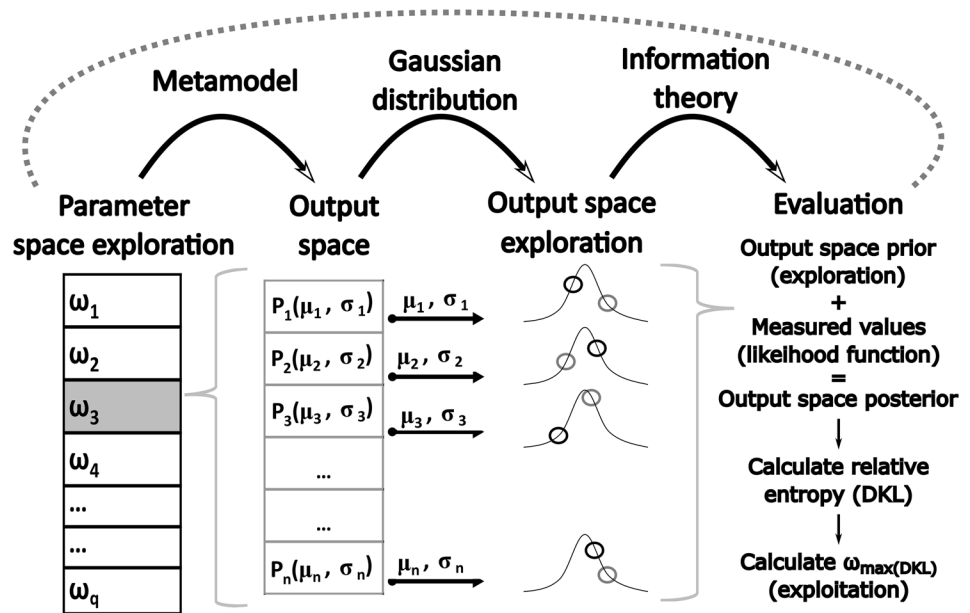 Metamodel
Gaussian
distribution
Information
theory
Parameter
space exploration
Output
space
Output space
exploration
Evaluation
ω1
ω2
ω3
ω4
...
...
ωq
P1(μ1, σ1)
P2(μ2, σ2)
P3(μ3, σ3)
...
...
Pn(μn, σn)
μ1, σ1
μ2, σ2
μ3, σ3
μn, σn
Output space prior
(exploration)
+
Measured values
(likelihood function)
=
Output space posterior
Calculate relative
entropy (DKL)
Calculate ωmax(DKL)
(exploitation)